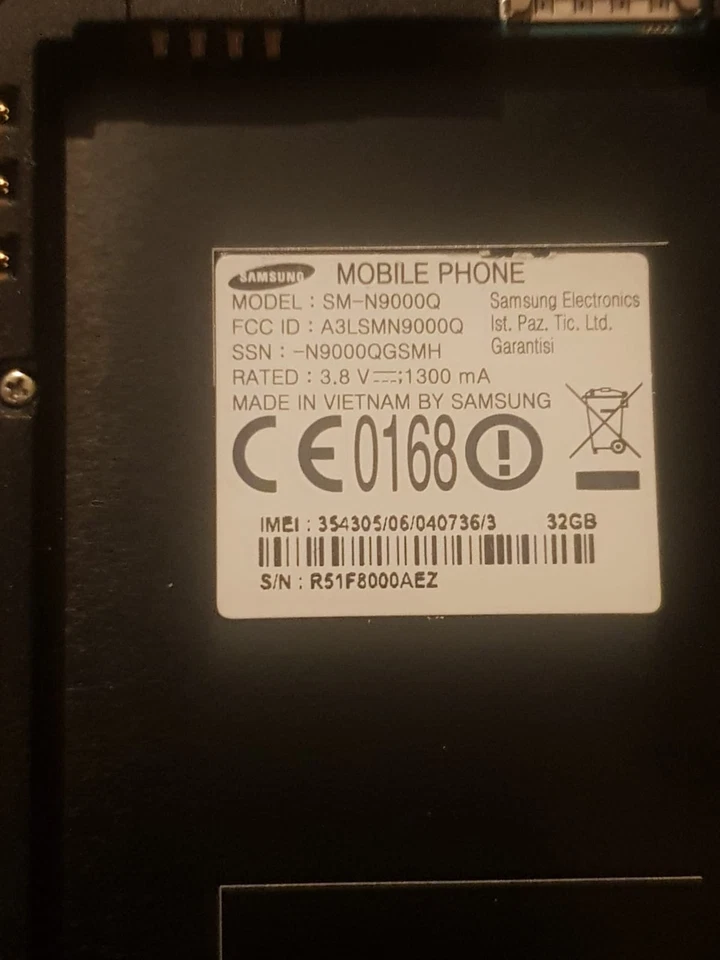 SAMSUNG MOBILE PHONE
MODEL : SM-N9000Q
FCC ID : A3LSMN9000Q
SSN : -N9000QGSMH
RATED : 3.8 V⎓;1300 mA
MADE IN VIETNAM BY SAMSUNG
Samsung Electronics
Ist. Paz. Tic. Ltd.
Garantisi
CE0168
IMEI : 354305/06/040736/3 32GB
S/N : R51F8000AEZ